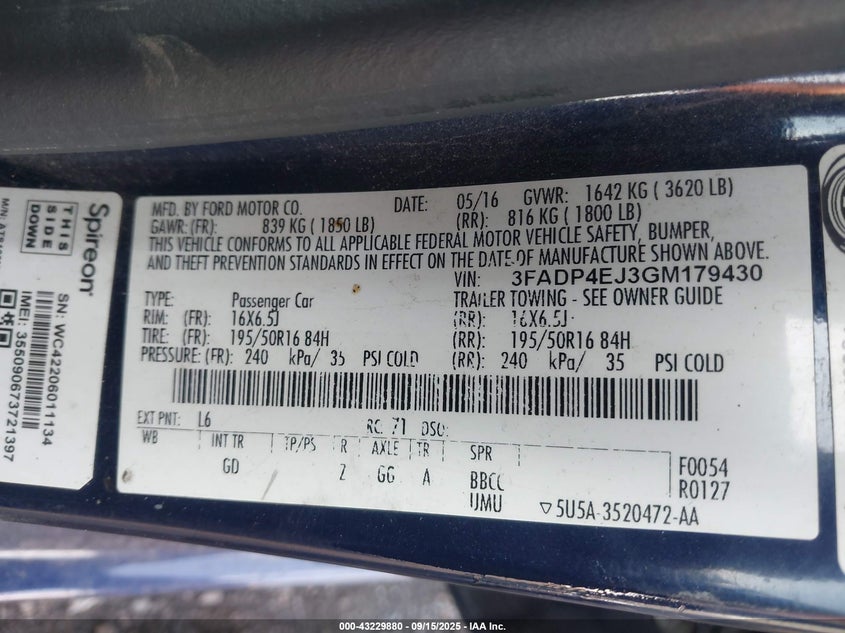 Spireon
THIS
SIDE
DOWN
SN: WC42206011134
IMEI: 355090673721397
MFD. BY FORD MOTOR CO.
DATE: 05/16
GVWR: 1642 KG ( 3620 LB)
GAWR: (FR): 839 KG ( 1850 LB)
(RR): 816 KG ( 1800 LB)
THIS VEHICLE CONFORMS TO ALL APPLICABLE FEDERAL MOTOR VEHICLE SAFETY, BUMPER,
AND THEFT PREVENTION STANDARDS IN EFFECT ON THE DATE OF MANUFACTURE SHOWN ABOVE.
VIN: 3FADP4EJ3GM179430
TYPE: Passenger Car
TRAILER TOWING - SEE OWNER GUIDE
RIM: (FR): 16X6.5J
(RR): 16X6.5J
TIRE: (FR): 195/50R16 84H
(RR): 195/50R16 84H
PRESSURE: (FR): 240 kPa/ 35 PSI COLD
(RR): 240 kPa/ 35 PSI COLD
EXT PNT: L6
RC: 71 DSO:
WB INT TR TP/PS R AXLE TR SPR
GD Z GG A BBCC
UMU
F0054
R0127
▽5U5A-3520472-AA
000-43229880 - 09/15/2025 - IAA Inc.